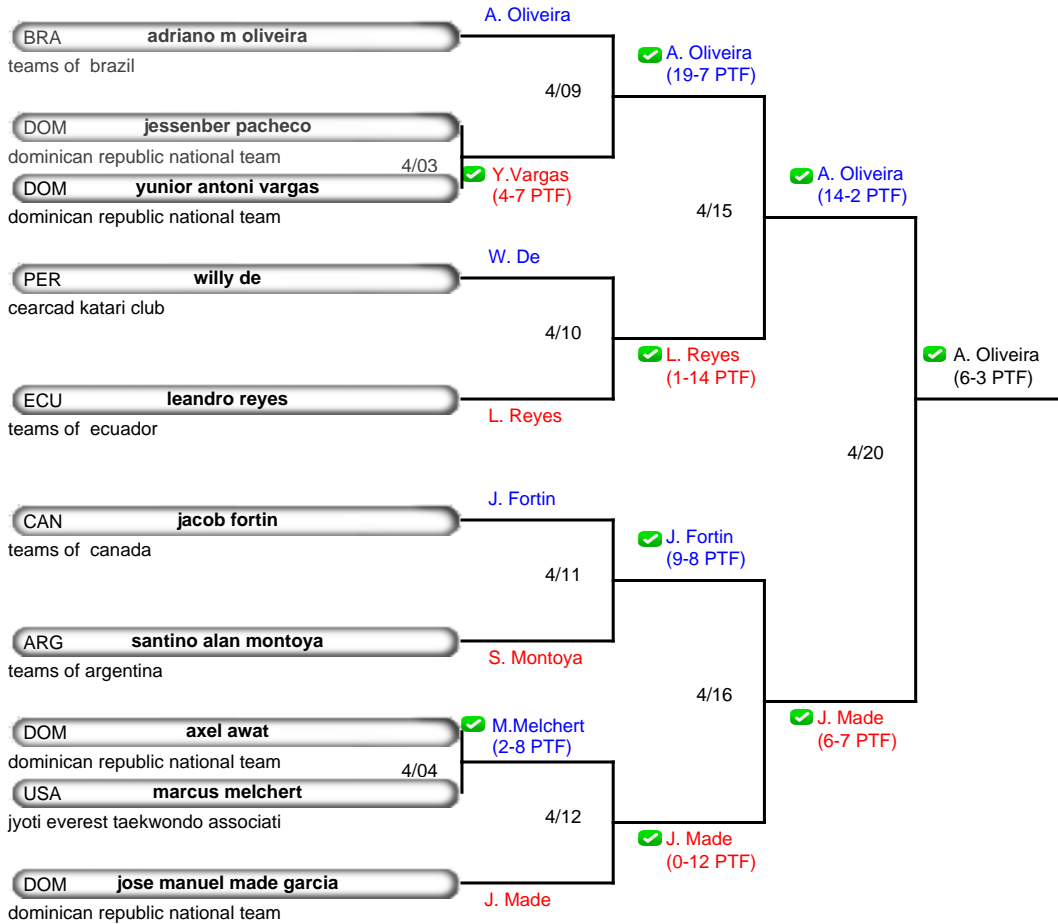 A. Oliveira
BRA adriano m oliveira
teams of  brazil
A. Oliveira
(19-7 PTF)
4/09
DOM jessenber pacheco
dominican republic national team
4/03
DOM yunior antoni vargas
dominican republic national team
Y.Vargas
(4-7 PTF)
A. Oliveira
(14-2 PTF)
4/15
W. De
PER willy de
cearcad katari club
4/10
L. Reyes
(1-14 PTF)
ECU leandro reyes
teams of  ecuador
L. Reyes
A. Oliveira
(6-3 PTF)
4/20
J. Fortin
CAN jacob fortin
teams of  canada
J. Fortin
(9-8 PTF)
4/11
ARG santino alan montoya
teams of argentina
S. Montoya
4/16
J. Made
(6-7 PTF)
DOM axel awat
dominican republic national team
M.Melchert
(2-8 PTF)
4/04
USA marcus melchert
jyoti everest taekwondo associati
4/12
J. Made
(0-12 PTF)
DOM jose manuel made garcia
dominican republic national team
J. Made